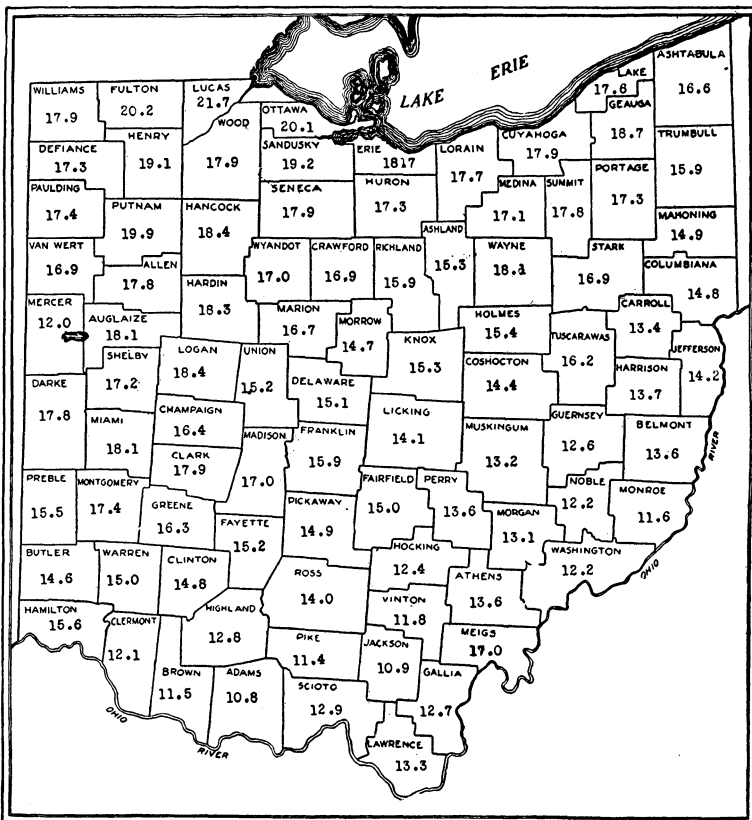 LAKE ERIE
ASHTABULA
16.6
LAKE
17.6
GEAUGA
18.7
WILLIAMS
17.9
FULTON
20.2
LUCAS
21.7
WOOD
17.9
OTTAWA
20.1
SANDUSKY
19.2
ERIE
1817
LORAIN
17.7
CUYAHOGA
17.9
TRUMBULL
15.9
DEFIANCE
17.3
HENRY
19.1
SENECA
17.9
HURON
17.3
MEDINA
17.1
SUMMIT
17.8
PORTAGE
17.3
PAULDING
17.4
PUTNAM
19.9
HANCOCK
18.4
MAHONING
14.9
VAN WERT
16.9
ALLEN
17.8
HARDIN
18.3
WYANDOT
17.0
CRAWFORD
16.9
RICHLAND
15.9
ASHLAND
15.3
WAYNE
18.1
STARK
16.9
COLUMBIANA
14.8
MERCER
12.0
AUGLAIZE
18.1
MARION
16.7
MORROW
14.7
HOLMES
15.4
TUSCARAWAS
16.2
CARROLL
13.4
JEFFERSON
14.2
SHELBY
17.2
LOGAN
18.4
UNION
15.2
DELAWARE
15.1
KNOX
15.3
COSHOCTON
14.4
HARRISON
13.7
DARKE
17.8
MIAMI
18.1
CHAMPAIGN
16.4
CLARK
17.9
MADISON
17.0
FRANKLIN
15.9
LICKING
14.1
MUSKINGUM
13.2
GUERNSEY
12.6
BELMONT
13.6
PREBLE
15.5
MONTGOMERY
17.4
GREENE
16.3
FAYETTE
15.2
PICKAWAY
14.9
FAIRFIELD
15.0
PERRY
13.6
MORGAN
13.1
NOBLE
12.2
MONROE
11.6
BUTLER
14.6
WARREN
15.0
CLINTON
14.8
ROSS
14.0
HOCKING
12.4
ATHENS
13.6
WASHINGTON
12.2
OHIO RIVER
HAMILTON
15.6
CLERMONT
12.1
HIGHLAND
12.8
PIKE
11.4
VINTON
11.8
JACKSON
10.9
MEIGS
17.0
BROWN
11.5
ADAMS
10.8
SCIOTO
12.9
GALLIA
12.7
LAWRENCE
13.3
OHIO RIVER